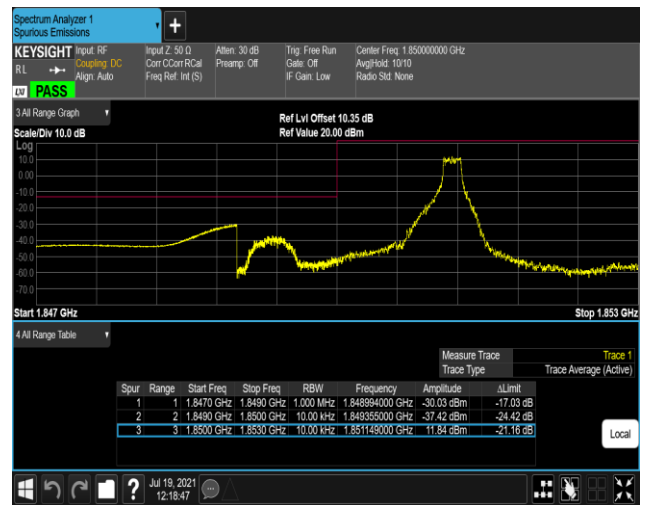 Spectrum Analyzer 1
Spurious Emissions
+
KEYSIGHT Input: RF Input Z: 50 Ω Atten: 30 dB Trig: Free Run Center Freq: 1.850000000 GHz
RL Coupling: DC Corr CCorr RCal Preamp: Off Gate: Off Avg|Hold: 10/10
Align: Auto Freq Ref: Int (S) IF Gain: Low Radio Std: None
LXI PASS
3 All Range Graph
Ref Lvl Offset 10.35 dB
Scale/Div 10.0 dB Ref Value 20.00 dBm
Log
10.0
0.00
-10.0
-20.0
-30.0
-40.0
-50.0
-60.0
-70.0
Start 1.847 GHz Stop 1.853 GHz
4 All Range Table
Measure Trace Trace 1
Trace Type Trace Average (Active)
Spur Range Start Freq Stop Freq RBW Frequency Amplitude ΔLimit
1 1 1.8470 GHz 1.8490 GHz 1.000 MHz 1.848994000 GHz -30.03 dBm -17.03 dB
2 2 1.8490 GHz 1.8500 GHz 10.00 kHz 1.849355000 GHz -37.42 dBm -24.42 dB
3 3 1.8500 GHz 1.8530 GHz 10.00 kHz 1.851149000 GHz 11.84 dBm -21.16 dB
Local
? Jul 19, 2021
12:18:47